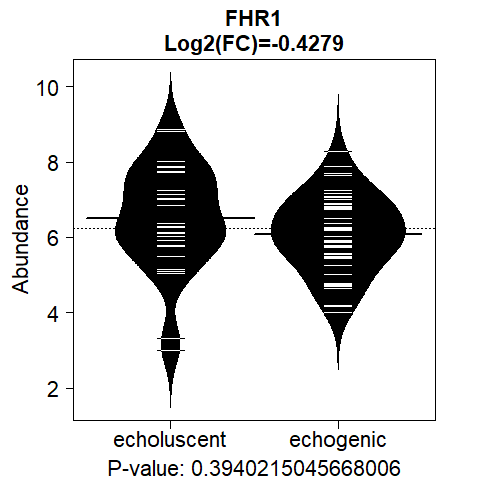 FHR1
Log2(FC)=-0.4279
Abundance
10
8
6
4
2
echoluscent echogenic
P-value: 0.3940215045668006